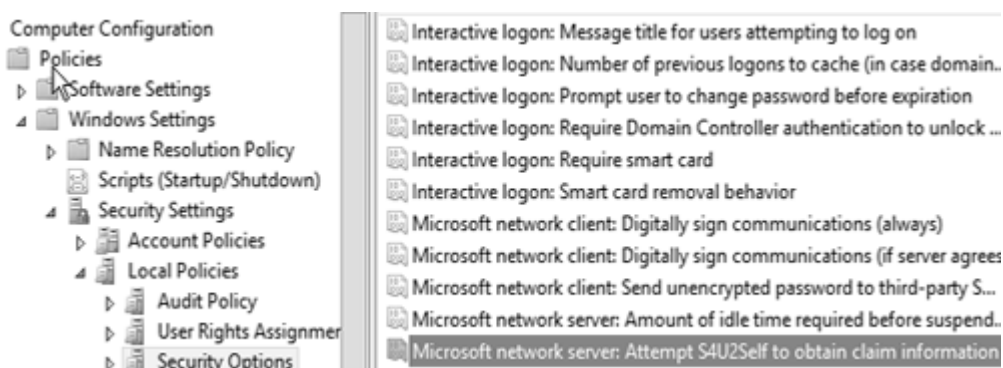 Computer Configuration
Policies
Software Settings
Windows Settings
Name Resolution Policy
Scripts (Startup/Shutdown)
Security Settings
Account Policies
Local Policies
Audit Policy
User Rights Assignmer
Security Options
Interactive logon: Message title for users attempting to log on
Interactive logon: Number of previous logons to cache (in case domain...
Interactive logon: Prompt user to change password before expiration
Interactive logon: Require Domain Controller authentication to unlock ...
Interactive logon: Require smart card
Interactive logon: Smart card removal behavior
Microsoft network client: Digitally sign communications (always)
Microsoft network client: Digitally sign communications (if server agrees
Microsoft network client: Send unencrypted password to third-party S...
Microsoft network server: Amount of idle time required before suspend...
Microsoft network server: Attempt S4U2Self to obtain claim information